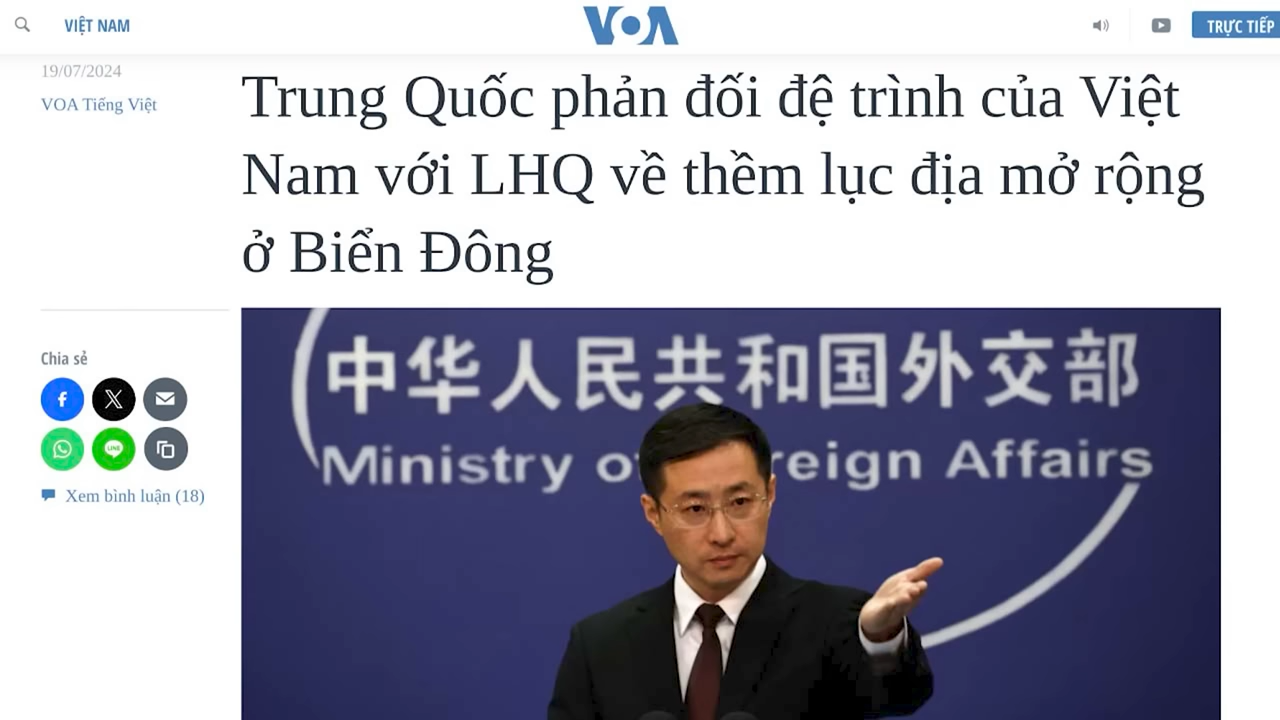 VIỆT NAM
VOA
TRỰC TIẾP
19/07/2024
VOA Tiếng Việt
Trung Quốc phản đối đệ trình của Việt
Nam với LHQ về thềm lục địa mở rộng
ở Biển Đông
Chia sẻ
LINE
Xem bình luận (18)
中华人民共和国外交部
Ministry o reign Affairs